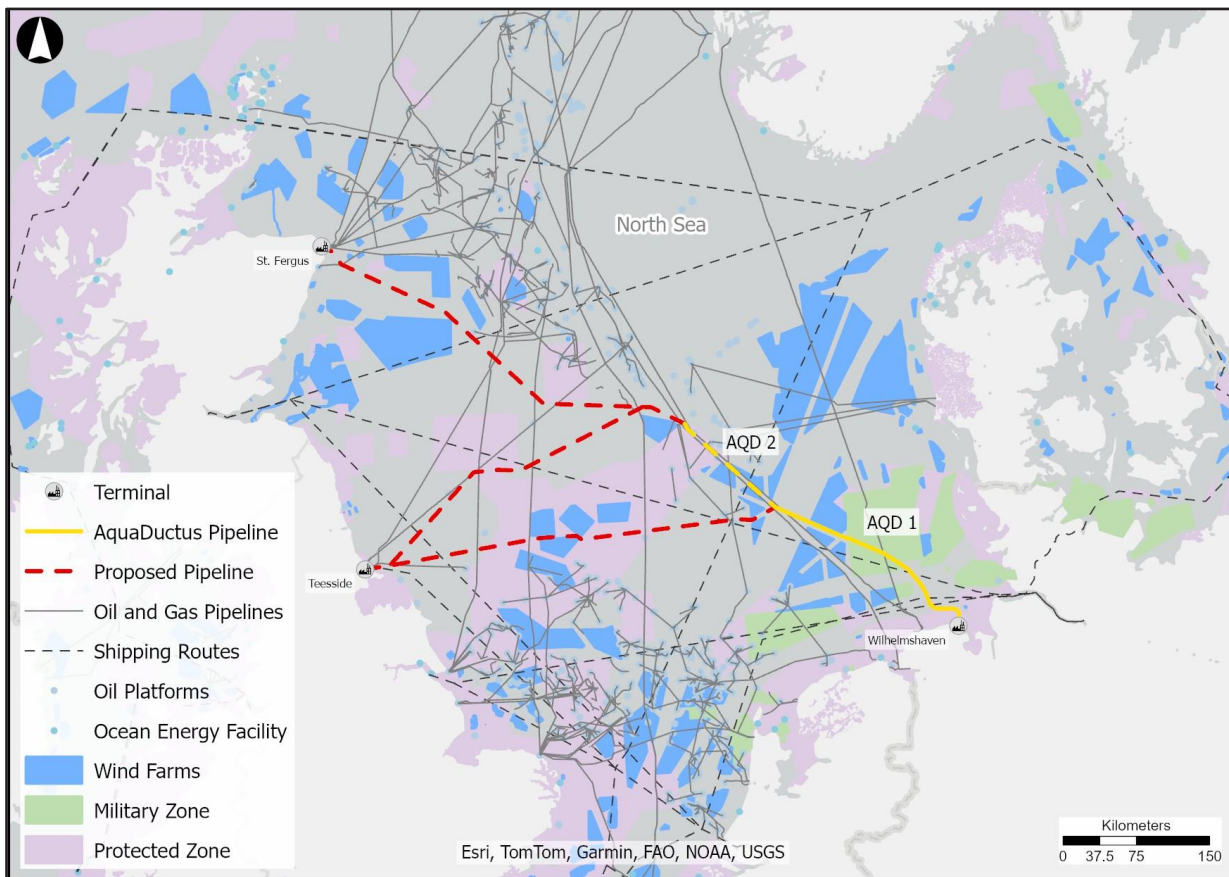 North Sea
St. Fergus
AQD 2
AQD 1
Teesside
Wilhelmshaven
Terminal
AquaDuctus Pipeline
Proposed Pipeline
Oil and Gas Pipelines
Shipping Routes
Oil Platforms
Ocean Energy Facility
Wind Farms
Military Zone
Protected Zone
Esri, TomTom, Garmin, FAO, NOAA, USGS
Kilometers
0 37.5 75 150